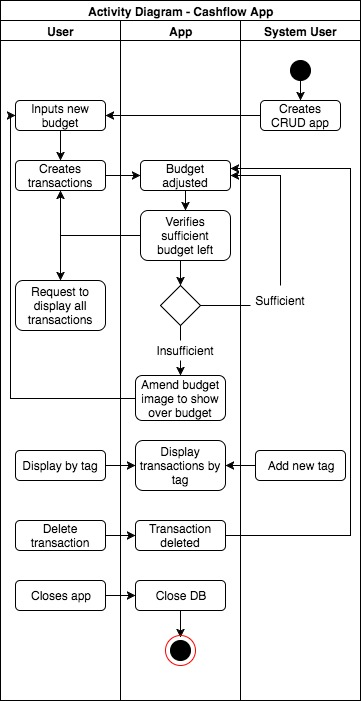 Activity Diagram - Cashflow App
User
App
System User
Inputs new
budget
Creates
CRUD app
Creates
transactions
Budget
adjusted
Verifies
sufficient
budget left
Request to
display all
transactions
Sufficient
Insufficient
Amend budget
image to show
over budget
Display by tag
Display
transactions by
tag
Add new tag
Delete
transaction
Transaction
deleted
Closes app
Close DB